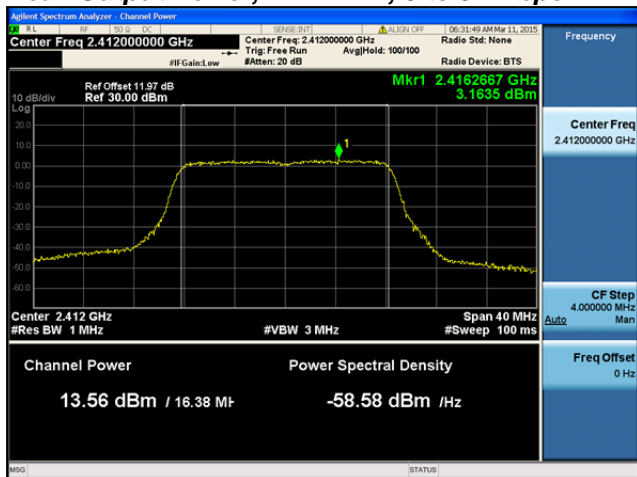 Agilent Spectrum Analyzer - Channel Power
RL RF 50 Ω DC SENSE:INT ALIGN OFF 06:31:49 AM Mar 11, 2015
Center Freq 2.412000000 GHz
Center Freq: 2.412000000 GHz
Radio Std: None
Trig: Free Run Avg|Hold: 100/100
#IFGain:Low #Atten: 20 dB Radio Device: BTS
Frequency
Ref Offset 11.97 dB
Mkr1 2.4162667 GHz
10 dB/div Ref 30.00 dBm 3.1635 dBm
Log
20.0
10.0
0.00
-10.0
-20.0
-30.0
-40.0
-50.0
-60.0
1
Center 2.412 GHz Span 40 MHz
#Res BW 1 MHz #VBW 3 MHz #Sweep 100 ms
Center Freq
2.412000000 GHz
CF Step
4.000000 MHz
Auto Man
Freq Offset
0 Hz
Channel Power Power Spectral Density
13.56 dBm / 16.38 MH -58.58 dBm /Hz
MSG STATUS